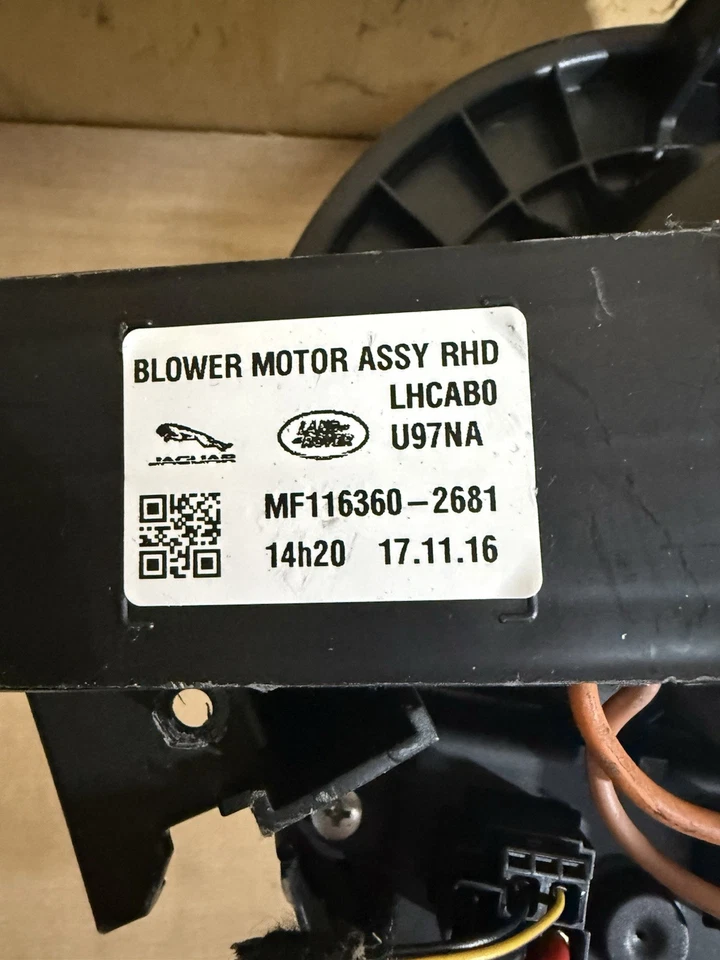 BLOWER MOTOR ASSY RHD
LHCAB0
JAGUAR
LAND-
ROVER
U97NA
MF116360-2681
14h20 17.11.16